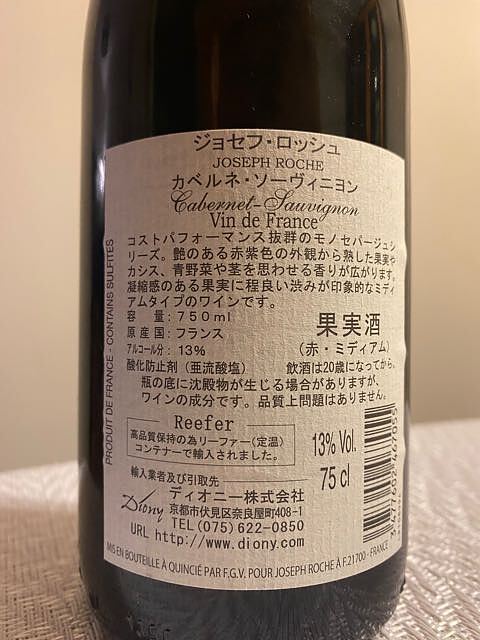 ジョセフ・ロッシュ
JOSEPH ROCHE
カベルネ・ソーヴィニヨン
Cabernet-Sauvignon
Vin de France
コストパフォーマンス抜群のモノセパージュシ
リーズ。艶のある赤紫色の外観から熟した果実や
カシス、青野菜や茎を思わせる香りが広がります。
凝縮感のある果実に程良い渋みが印象的なミディ
アムタイプのワインです。
容 量：750ml
原産国：フランス
アルコール分：13%
果実酒
(赤・ミディアム)
酸化防止剤（亜流酸塩） 飲酒は20歳になってから。
瓶の底に沈殿物が生じる場合がありますが、
ワインの成分です。品質上問題はありません。
Reefer
高品質保持の為リーファー(定温)
コンテナーで輸入されました。
13% Vol.
75 cl
輸入業者及び引取先
Diony ディオニー株式会社
京都市伏見区奈良屋町408-1
TEL(075)622-0850
URL http://www.diony.com
MIS EN BOUTEILLE À QUINCIÉ PAR F.G.V. POUR JOSEPH ROCHE À F.21700 - FRANCE
PRODUIT DE FRANCE - CONTAINS SULFITES
3 477602 467055